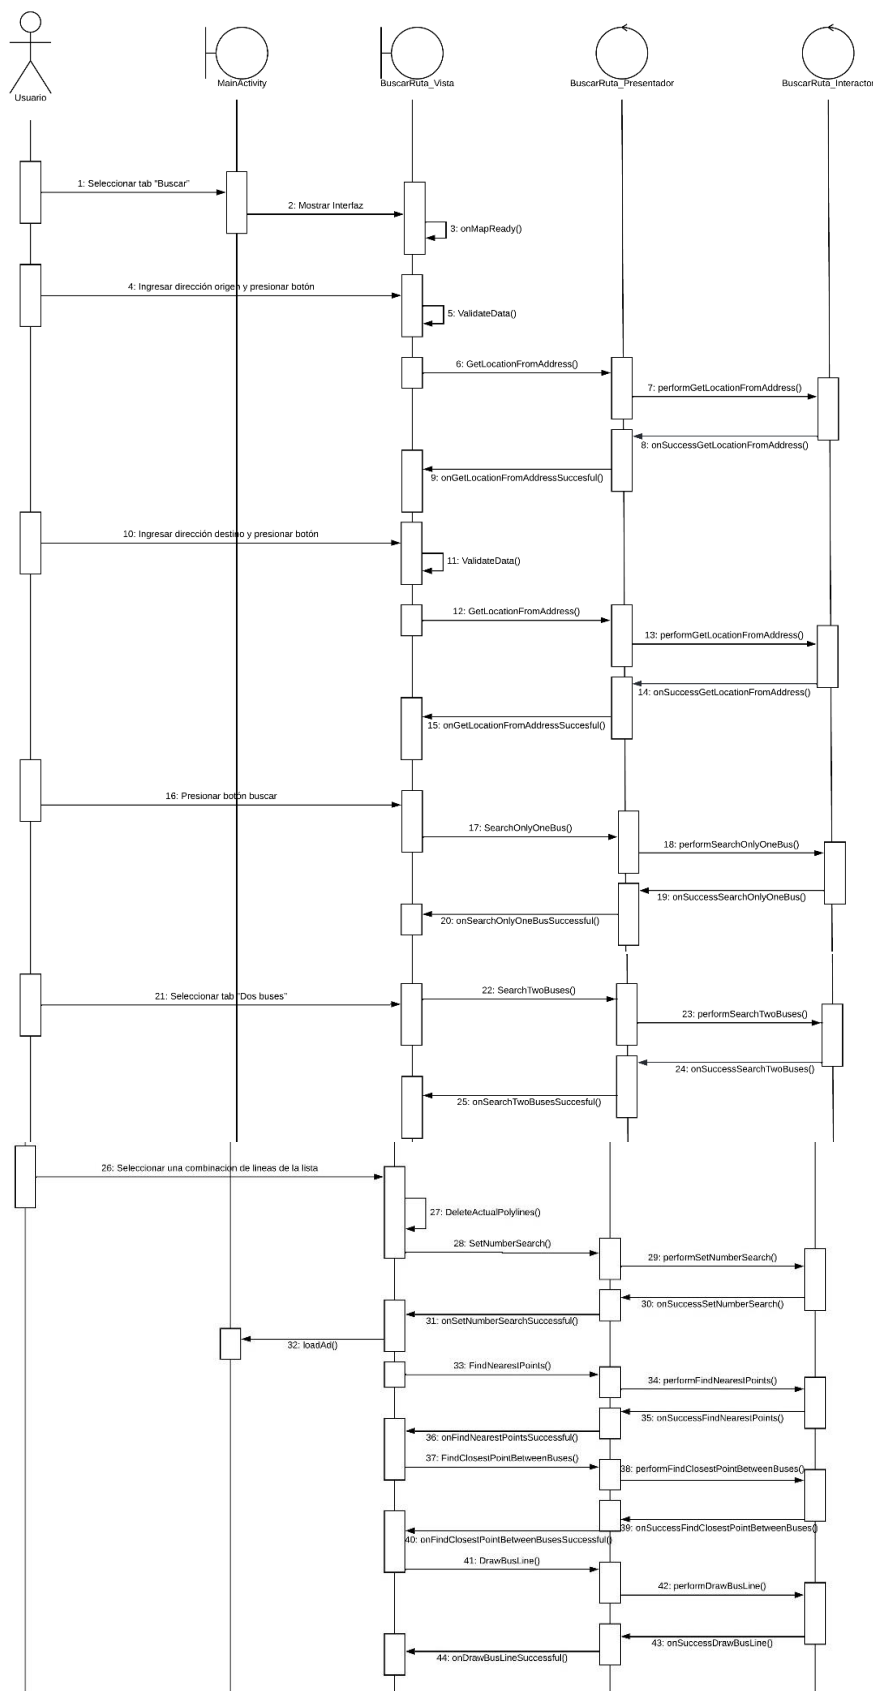 Usuario
MainActivity
BuscarRuta_Vista
BuscarRuta_Presentador
BuscarRuta_Interactor
1: Seleccionar tab "Buscar"
2: Mostrar Interfaz
3: onMapReady()
4: Ingresar dirección origen y presionar botón
5: ValidateData()
6: GetLocationFromAddress()
7: performGetLocationFromAddress()
8: onSuccessGetLocationFromAddress()
9: onGetLocationFromAddressSuccesful()
10: Ingresar dirección destino y presionar botón
11: ValidateData()
12: GetLocationFromAddress()
13: performGetLocationFromAddress()
14: onSuccessGetLocationFromAddress()
15: onGetLocationFromAddressSuccesful()
16: Presionar botón buscar
17: SearchOnlyOneBus()
18: performSearchOnlyOneBus()
19: onSuccessSearchOnlyOneBus()
20: onSearchOnlyOneBusSuccessful()
21: Seleccionar tab "Dos buses"
22: SearchTwoBuses()
23: performSearchTwoBuses()
24: onSuccessSearchTwoBuses()
25: onSearchTwoBusesSuccesful()
26: Seleccionar una combinación de lineas de la lista
27: DeleteActualPolylines()
28: SetNumberSearch()
29: performSetNumberSearch()
30: onSuccessSetNumberSearch()
31: onSetNumberSearchSuccessful()
32: loadAd()
33: FindNearestPoints()
34: performFindNearestPoints()
35: onSuccessFindNearestPoints()
36: onFindNearestPointsSuccessful()
37: FindClosestPointBetweenBuses()
38: performFindClosestPointBetweenBuses()
39: onSuccessFindClosestPointBetweenBuses()
40: onFindClosestPointBetweenBusesSuccessful()
41: DrawBusLine()
42: performDrawBusLine()
43: onSuccessDrawBusLine()
44: onDrawBusLineSuccessful()